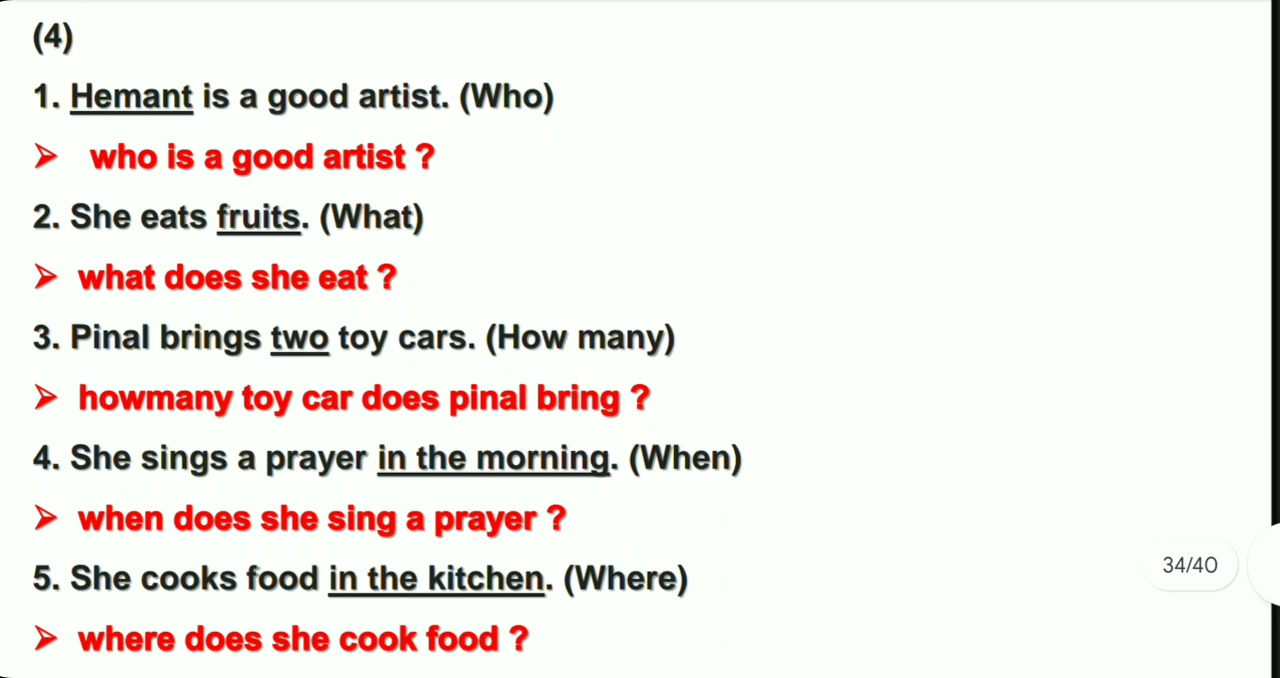 (4)
1. Hemant is a good artist. (Who)
➢ who is a good artist ?
2. She eats fruits. (What)
➢ what does she eat ?
3. Pinal brings two toy cars. (How many)
➢ howmany toy car does pinal bring ?
4. She sings a prayer in the morning. (When)
➢ when does she sing a prayer ?
5. She cooks food in the kitchen. (Where)
34/40
➢ where does she cook food ?